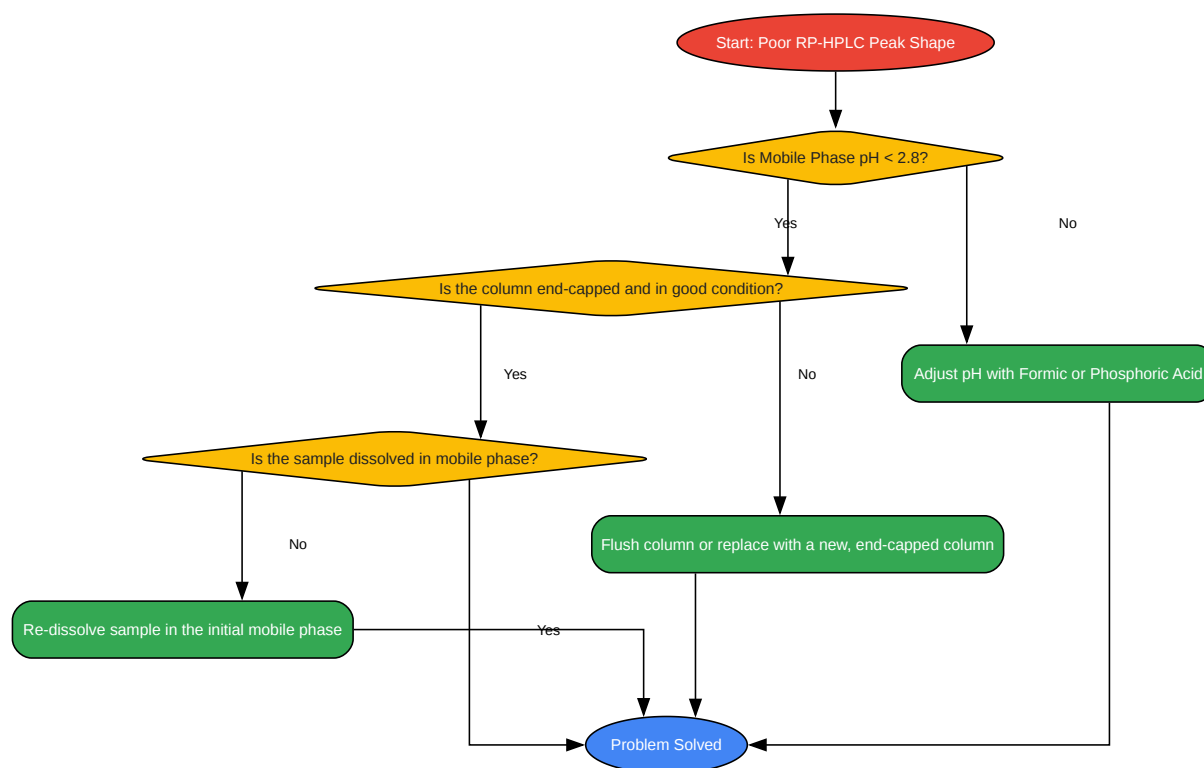 Start: Poor RP-HPLC Peak Shape
Is Mobile Phase pH < 2.8?
Yes
No
Is the column end-capped and in good condition?
Yes
No
Adjust pH with Formic or Phosphoric Acid
Is the sample dissolved in mobile phase?
No
Flush column or replace with a new, end-capped column
Re-dissolve sample in the initial mobile phase
Yes
Problem Solved